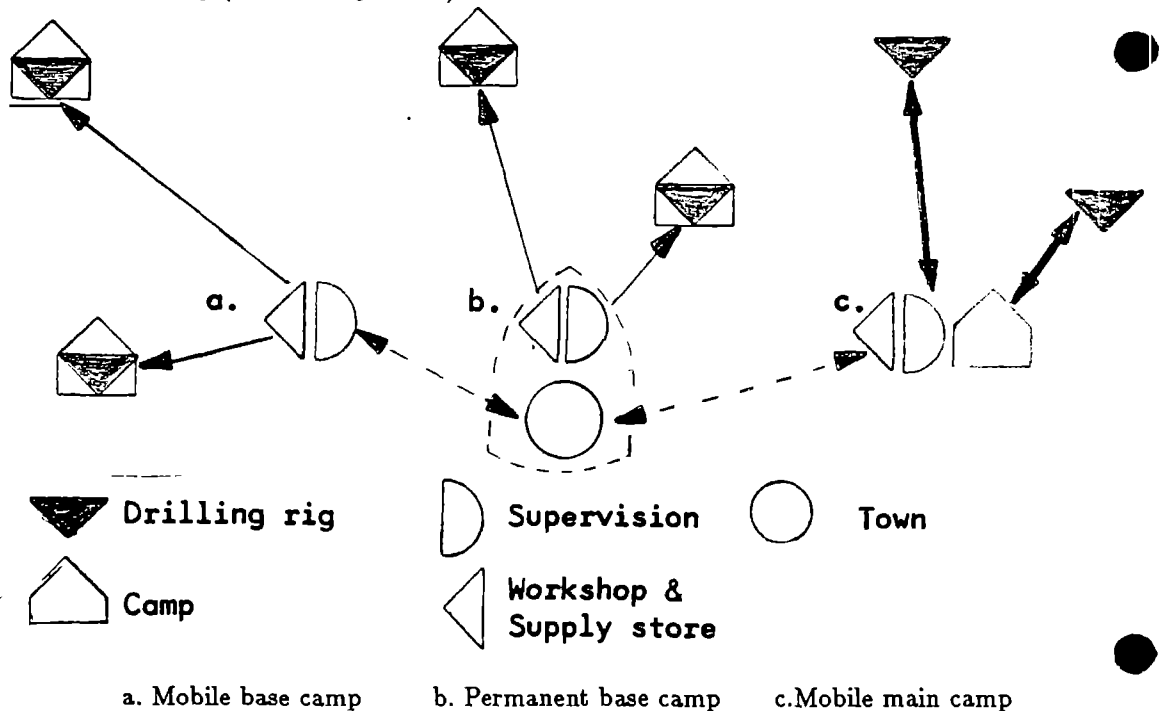 a.
b.
c.
Drilling rig
Supervision
Town
Camp
Workshop &
Supply store
a. Mobile base camp b. Permanent base camp c.Mobile main camp